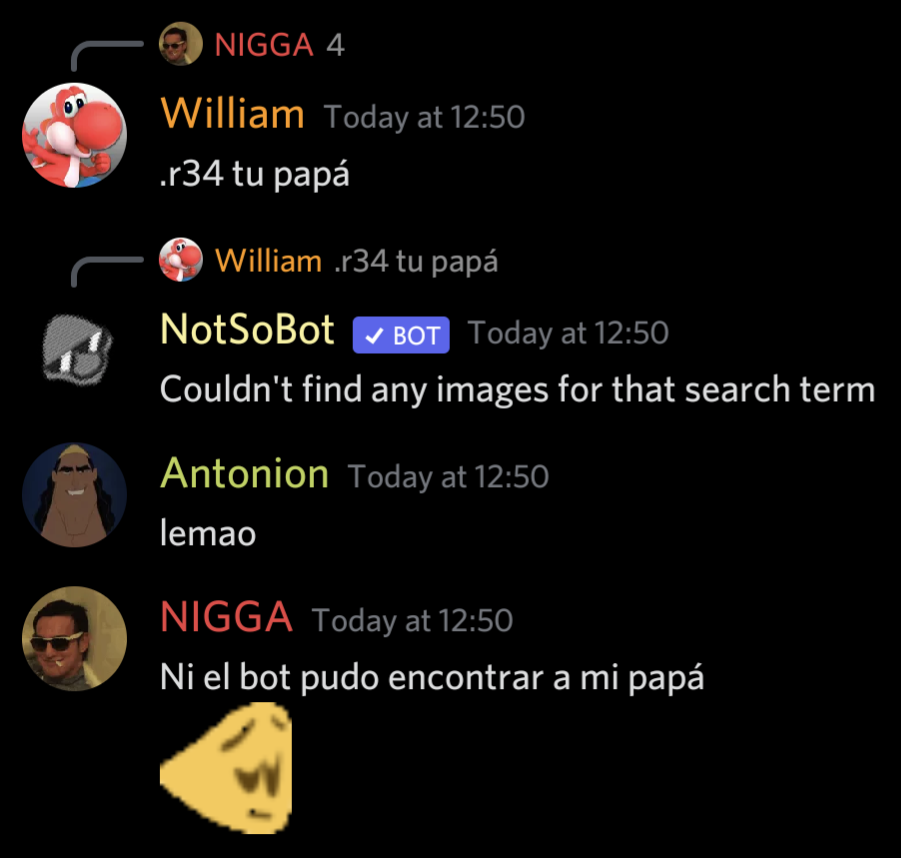 NIGGA 4
William Today at 12:50
.r34 tu papá
William .r34 tu papá
NotSoBot ✓ BOT Today at 12:50
Couldn't find any images for that search term
Antonion Today at 12:50
lemao
NIGGA Today at 12:50
Ni el bot pudo encontrar a mi papá